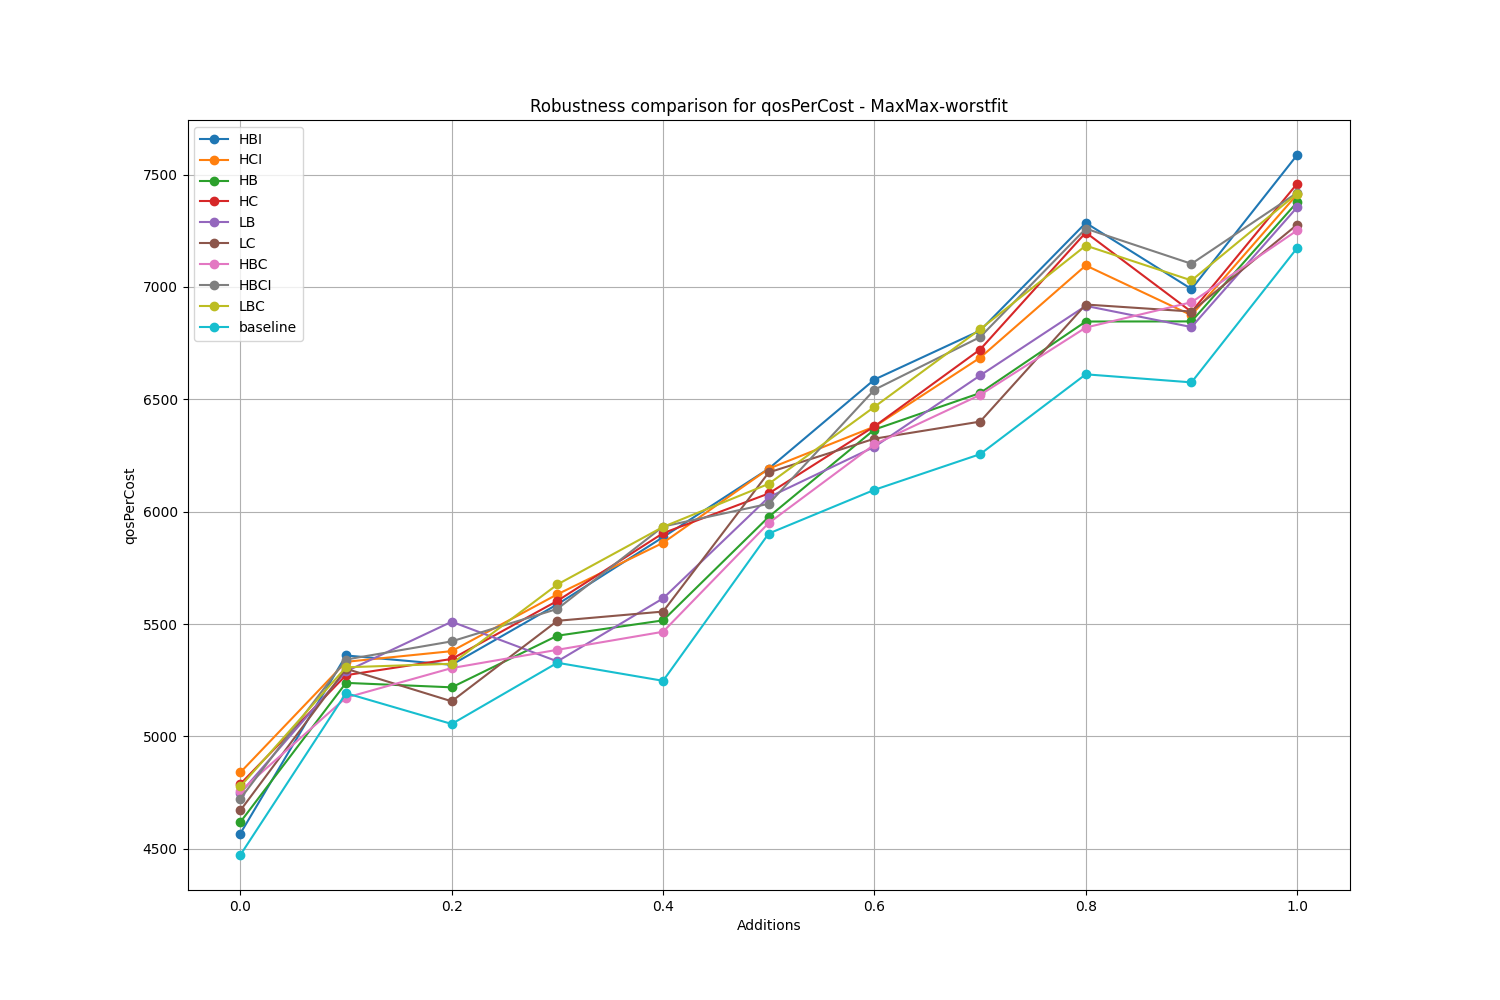 Robustness comparison for qosPerCost - MaxMax-worstfit
HBI
HCI
HB
HC
LB
LC
HBC
HBCI
LBC
baseline
7500
7000
6500
6000
5500
5000
4500
qosPerCost
0.0 0.2 0.4 0.6 0.8 1.0
Additions